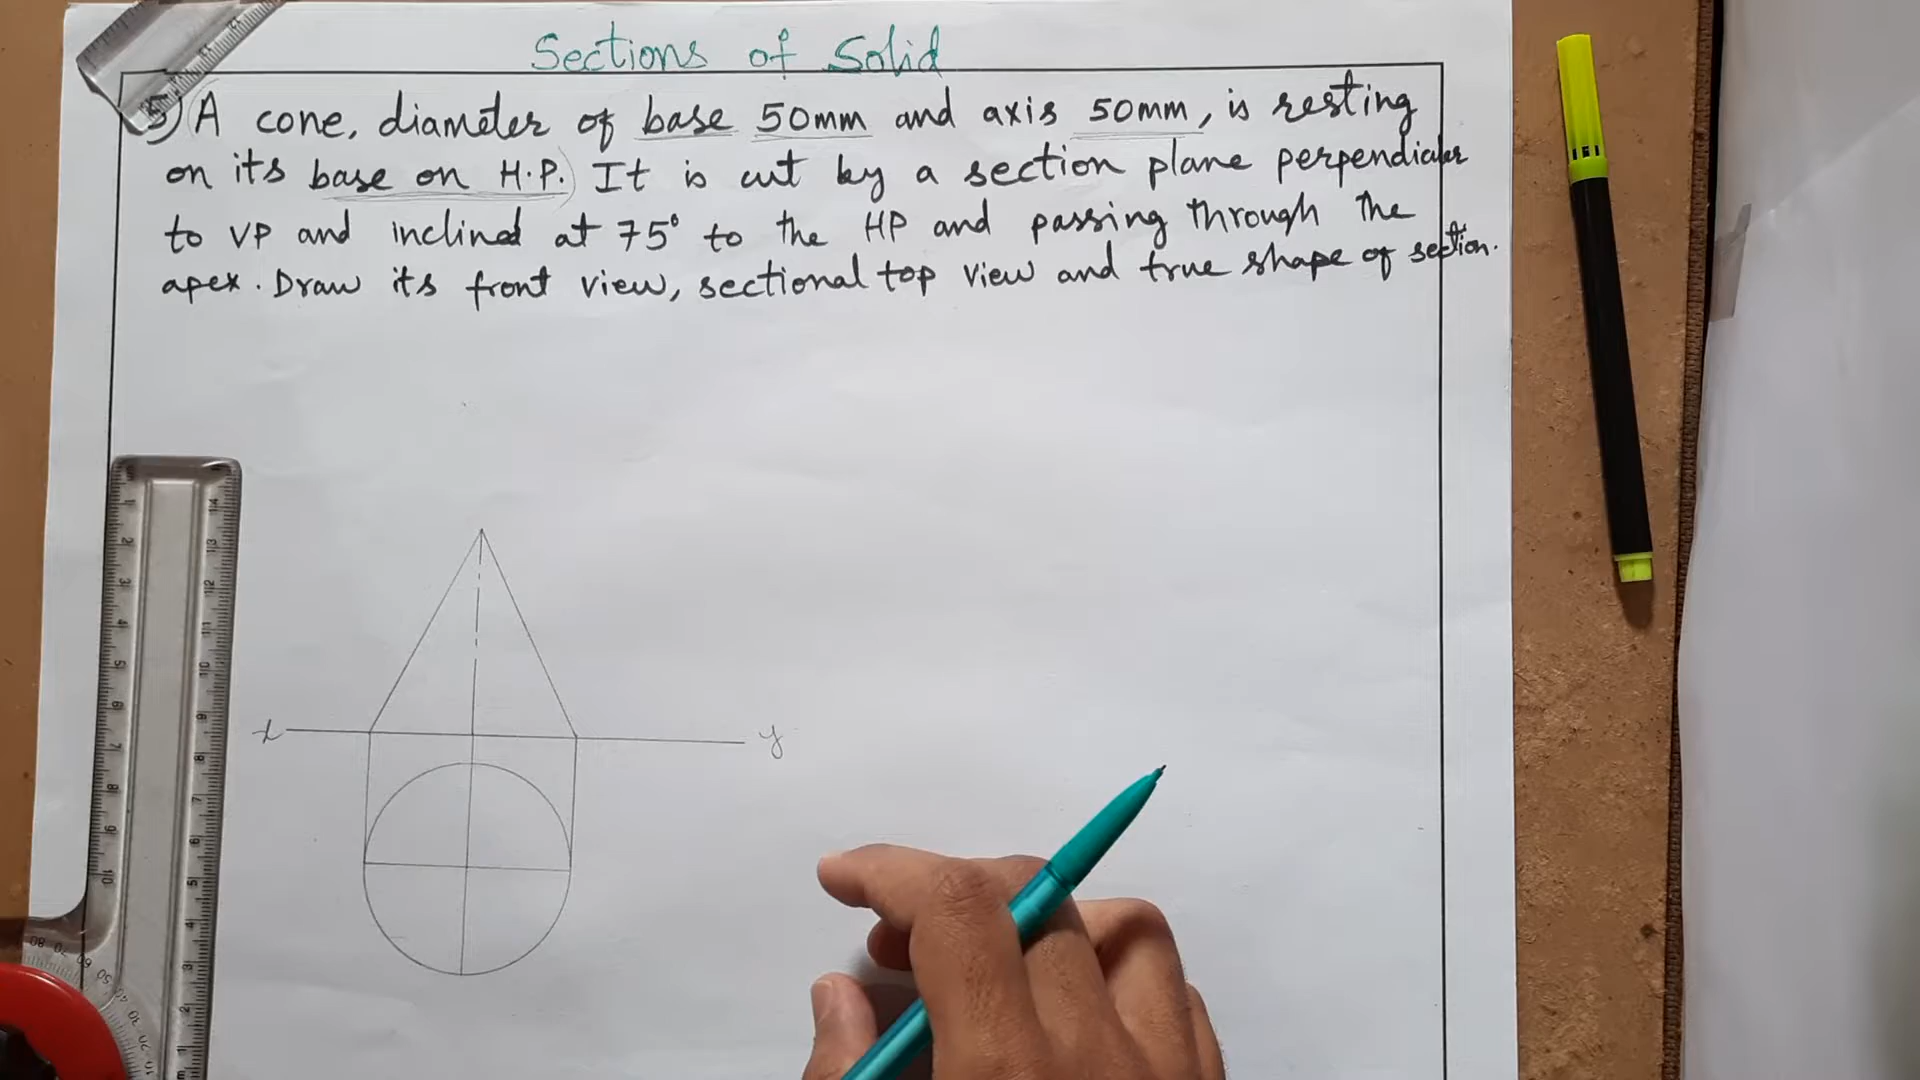 Sections of Solid
5) A cone, diameter of base 50mm and axis 50mm, is resting
on its base on H.P. It is cut by a section plane perpendicular
to VP and inclined at 75° to the HP and passing through the
apex. Draw its front view, sectional top view and true shape of section.
x y